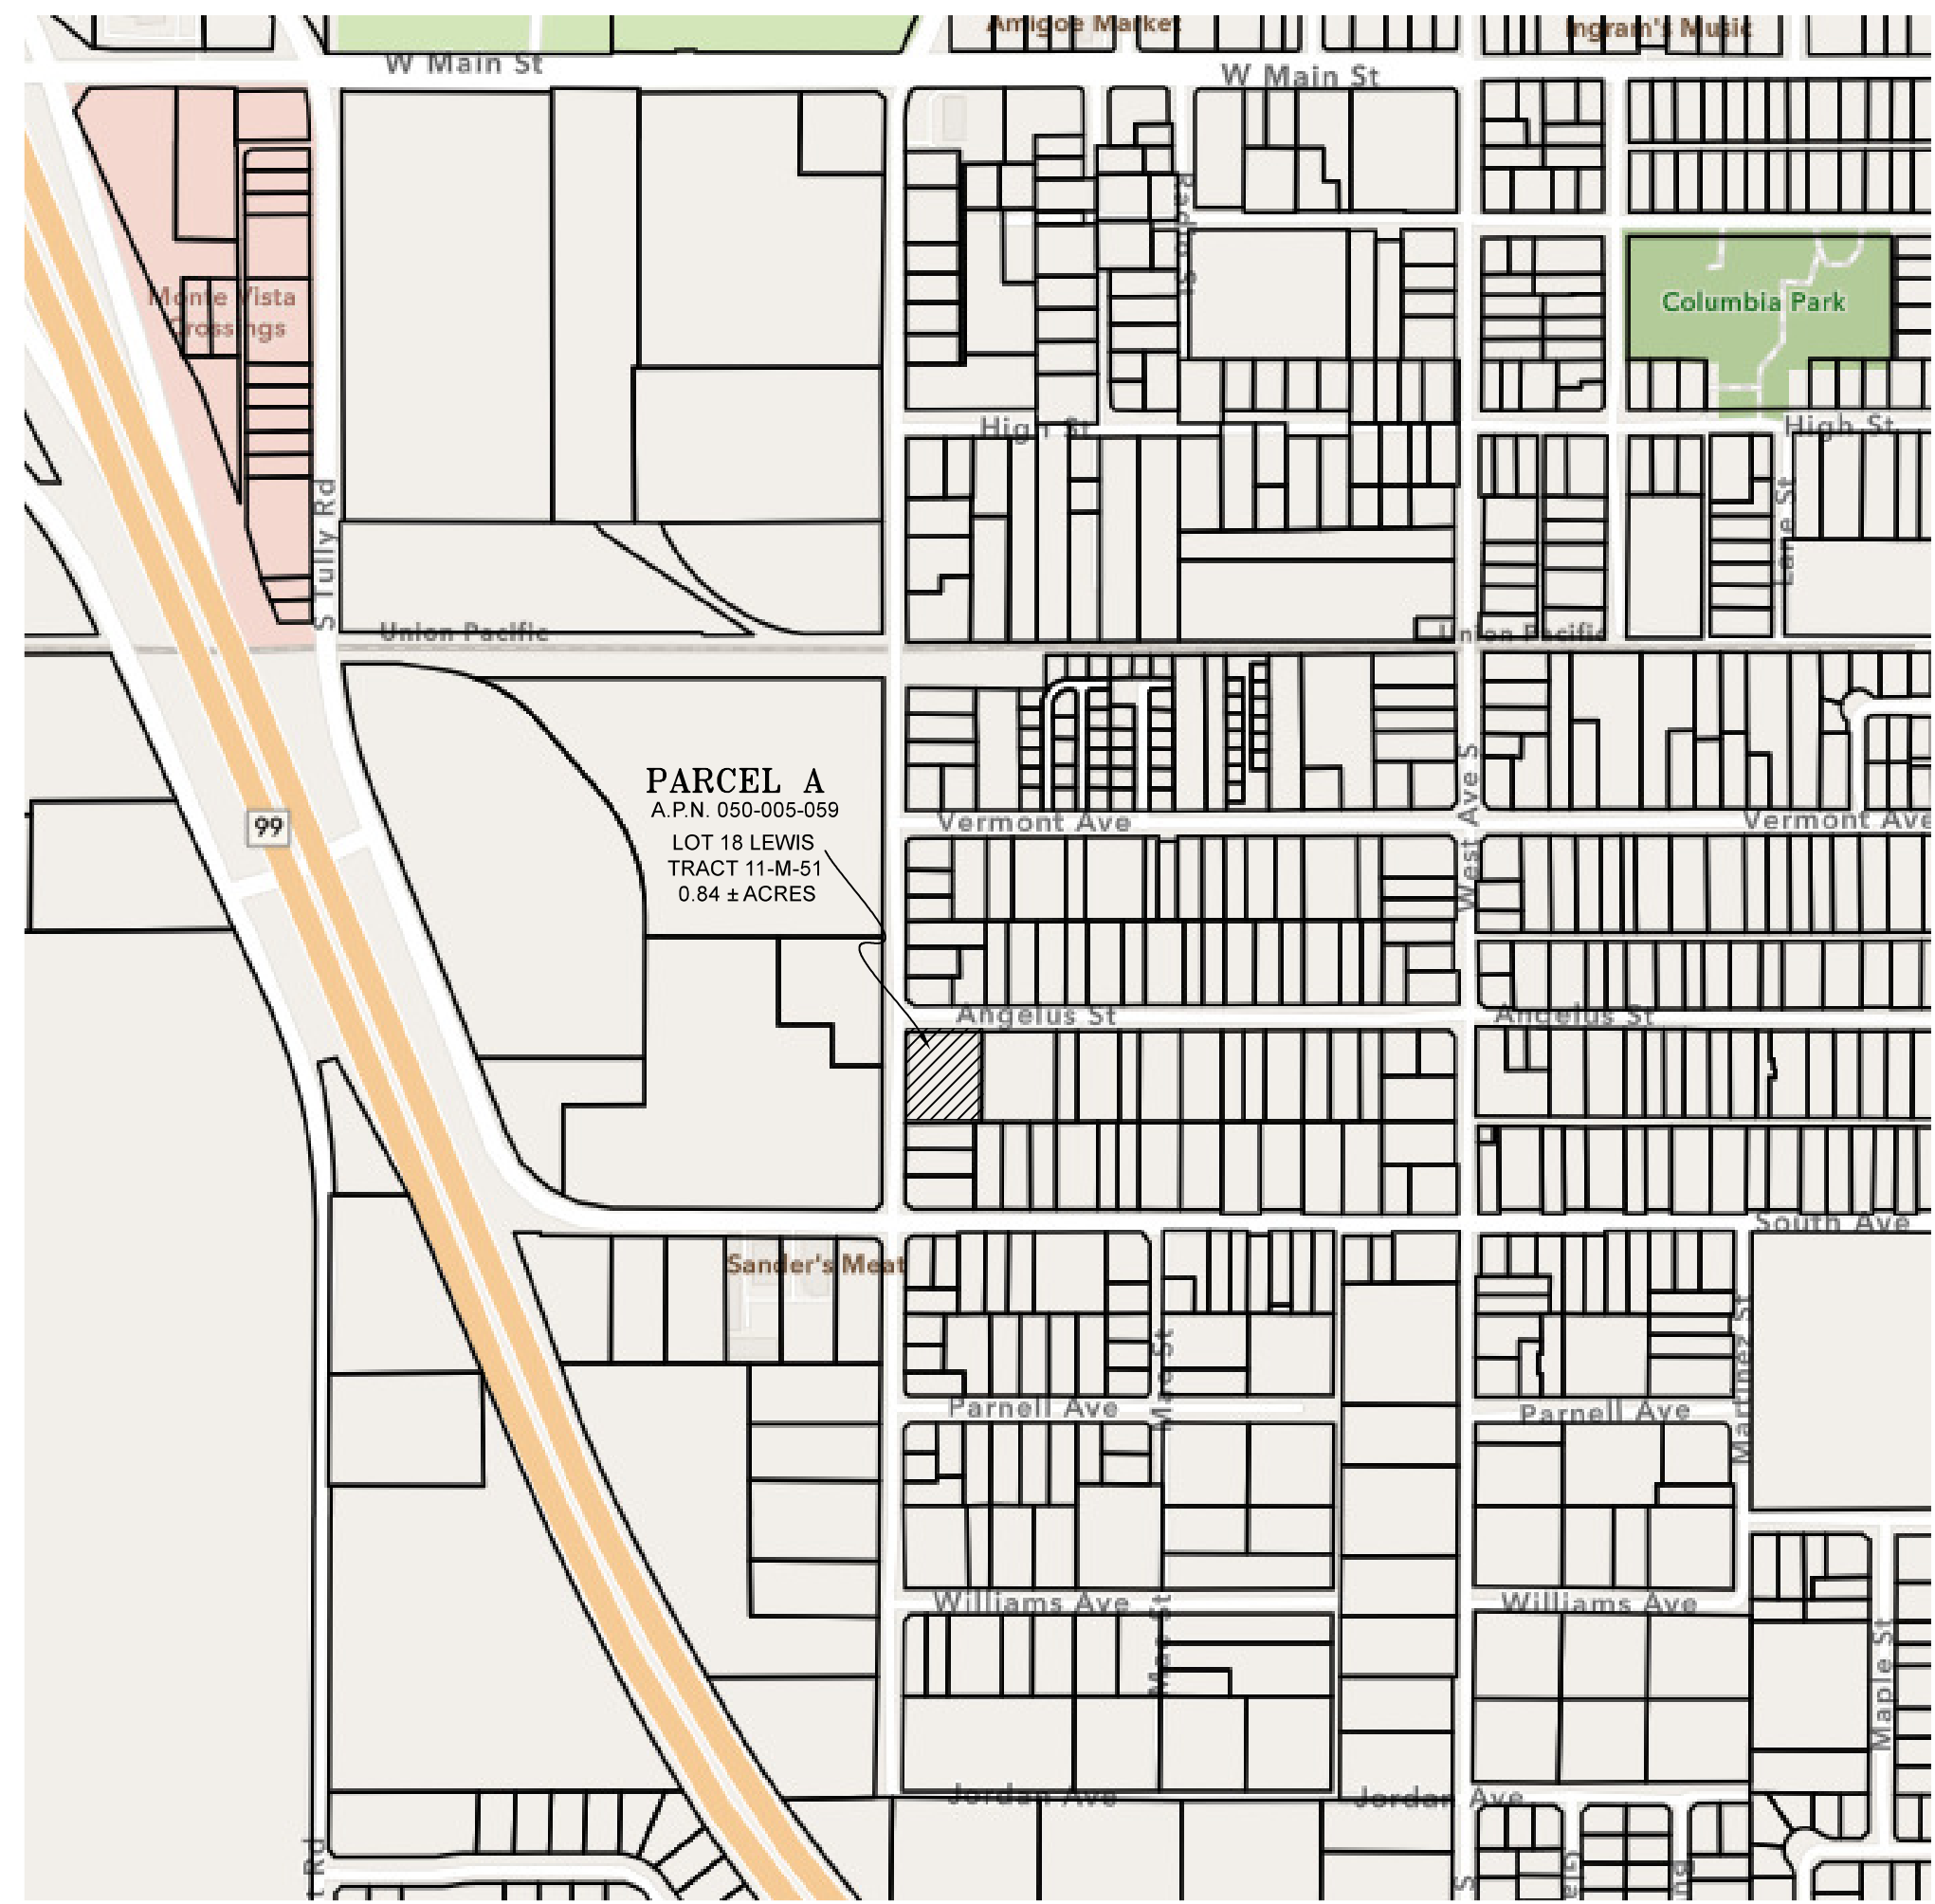 Amigoe Market
Ingram's Music
W Main St
W Main St
Columbia Park
Monte Vista
Crossings
High St
High St
S Tully Rd
Lane St
Union Pacific
Union Pacific
PARCEL A
A.P.N. 050-005-059
LOT 18 LEWIS
TRACT 11-M-51
0.84 ± ACRES
99
Vermont Ave
Vermont Ave
West Ave S
Angelus St
Angelus St
South Ave
Sander's Meat
Martinez St
Parnell Ave
Parnell Ave
Williams Ave
Williams Ave
Maple St
Jordan Ave
Jordan Ave
Rd
S